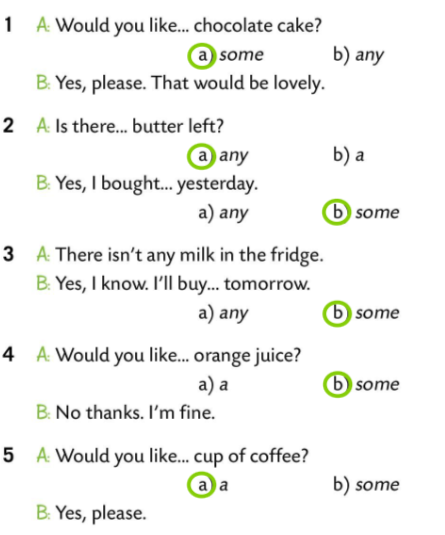 1 A: Would you like... chocolate cake?
a) some b) any
B: Yes, please. That would be lovely.
2 A: Is there... butter left?
a) any b) a
B: Yes, I bought... yesterday.
a) any b) some
3 A: There isn't any milk in the fridge.
B: Yes, I know. I'll buy... tomorrow.
a) any b) some
4 A: Would you like... orange juice?
a) a b) some
B: No thanks. I'm fine.
5 A: Would you like... cup of coffee?
a) a b) some
B: Yes, please.